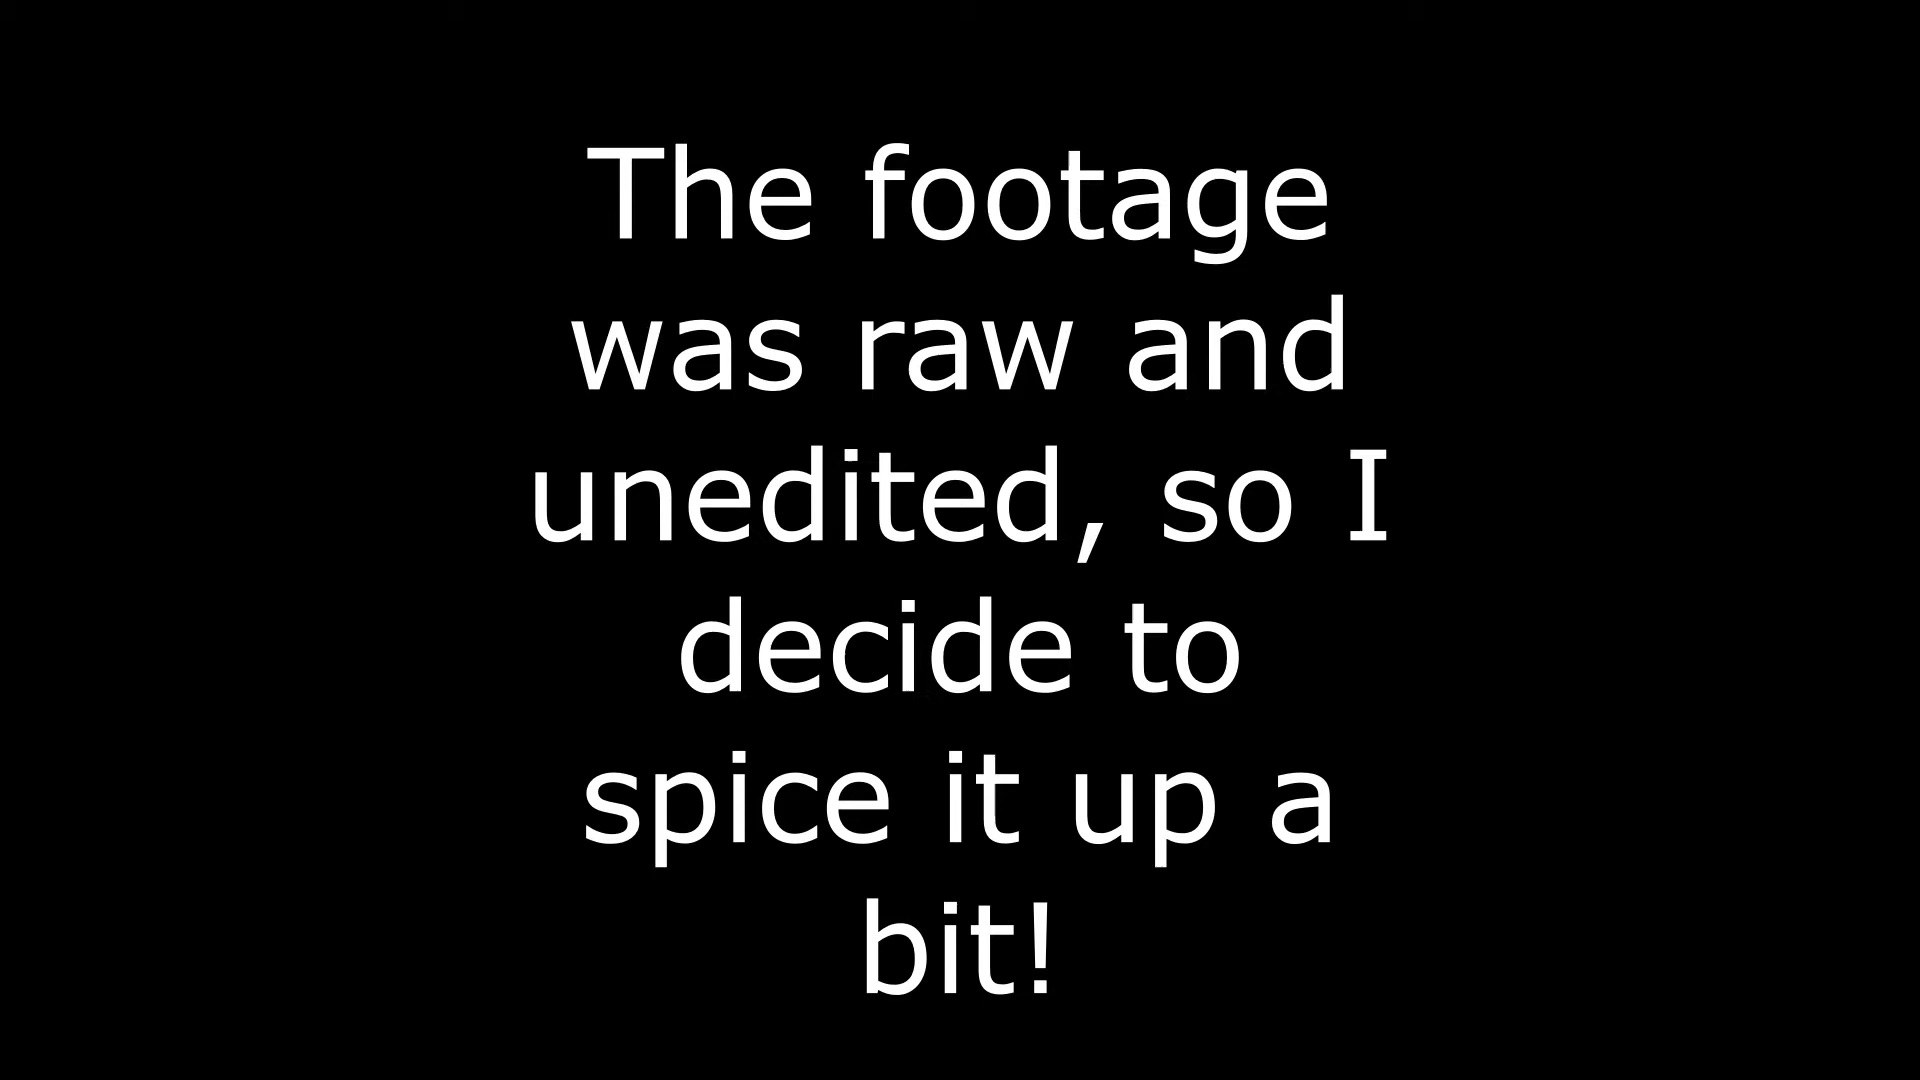 The footage
was raw and
unedited, so I
decide to
spice it up a
bit!